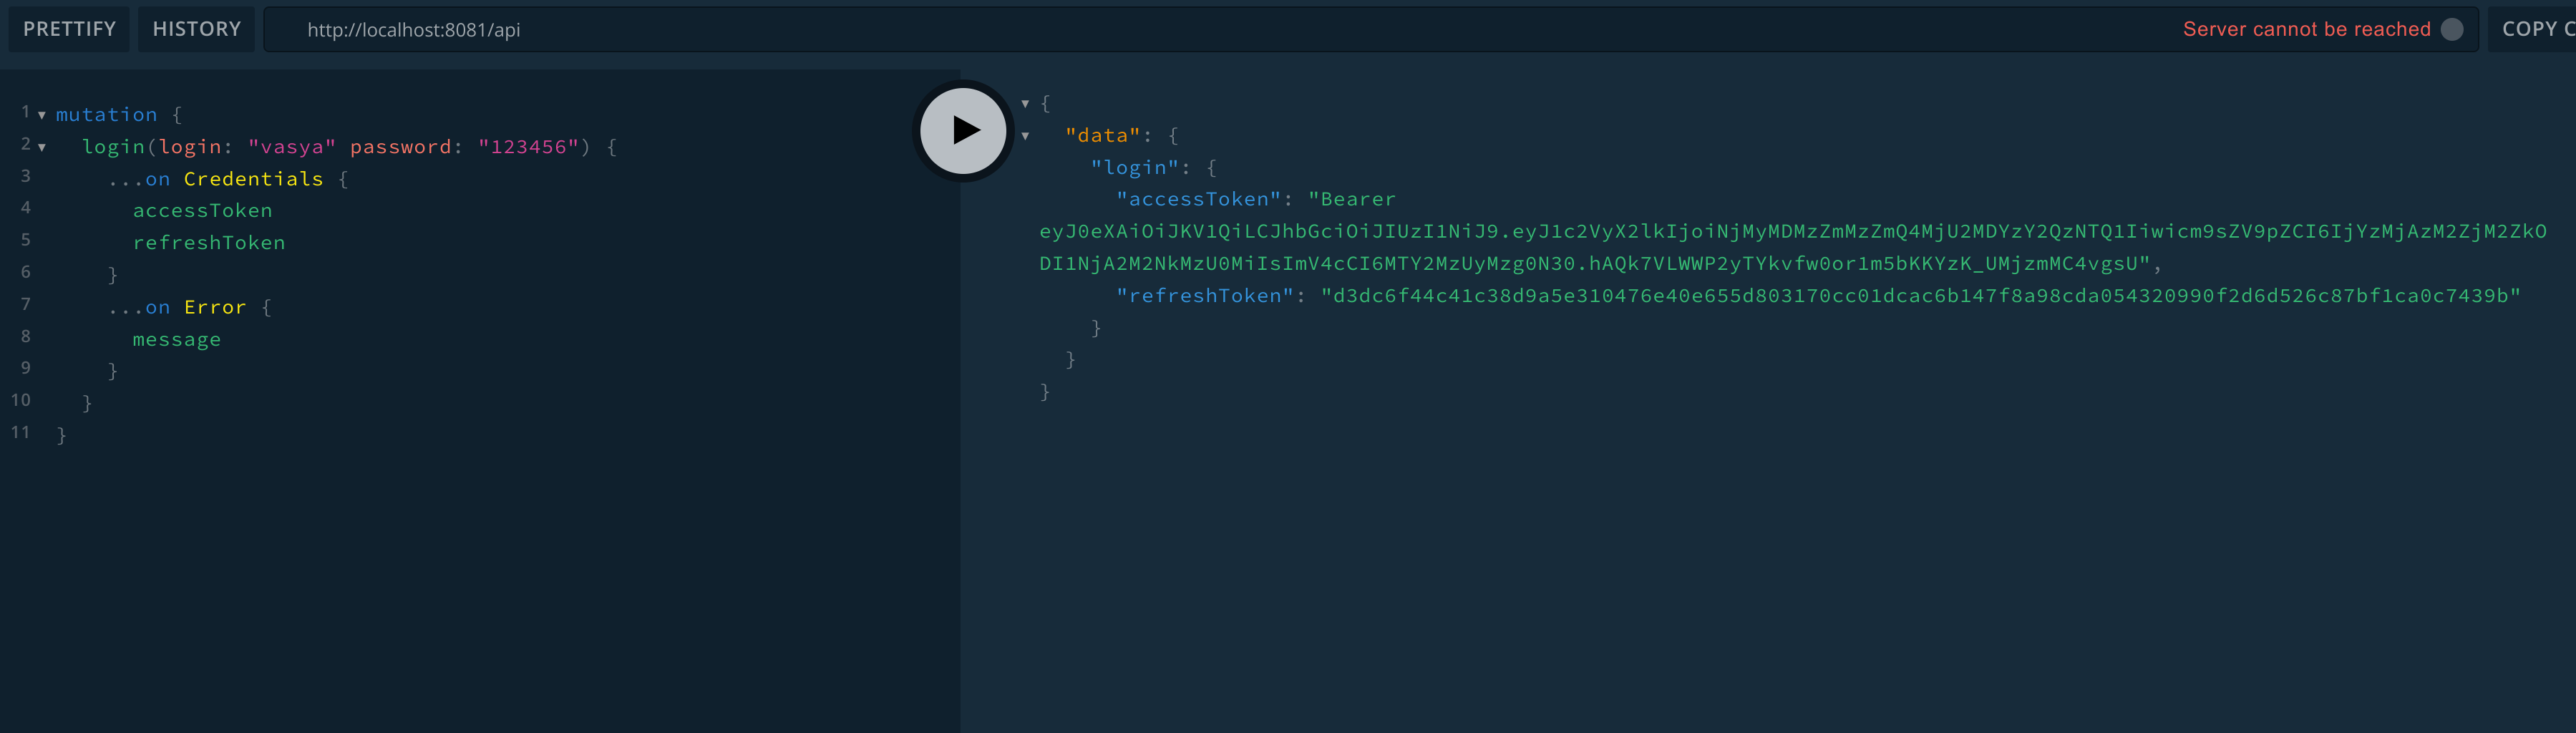 PRETTIFY HISTORY http://localhost:8081/api Server cannot be reached COPY C
1 mutation {
2 login(login: "vasya" password: "123456") {
3 ...on Credentials {
4 accessToken
5 refreshToken
6 }
7 ...on Error {
8 message
9 }
10 }
11 }
{
"data": {
"login": {
"accessToken": "Bearer
eyJ0eXAiOiJKV1QiLCJhbGciOiJIUzI1NiJ9.eyJ1c2VyX2lkIjoiNjMyMDMzZmMzZmQ4MjU2MDYzY2QzNTQ1Iiwicm9sZV9pZCI6IjYzMjAzM2ZjM2ZkO
DI1NjA2M2NkMzU0MiIsImV4cCI6MTY2MzUyMzg0N30.hAQk7VLWWP2yTYkvfw0or1m5bKKYzK_UMjzmMC4vgsU",
"refreshToken": "d3dc6f44c41c38d9a5e310476e40e655d803170cc01dcac6b147f8a98cda054320990f2d6d526c87bf1ca0c7439b"
}
}
}